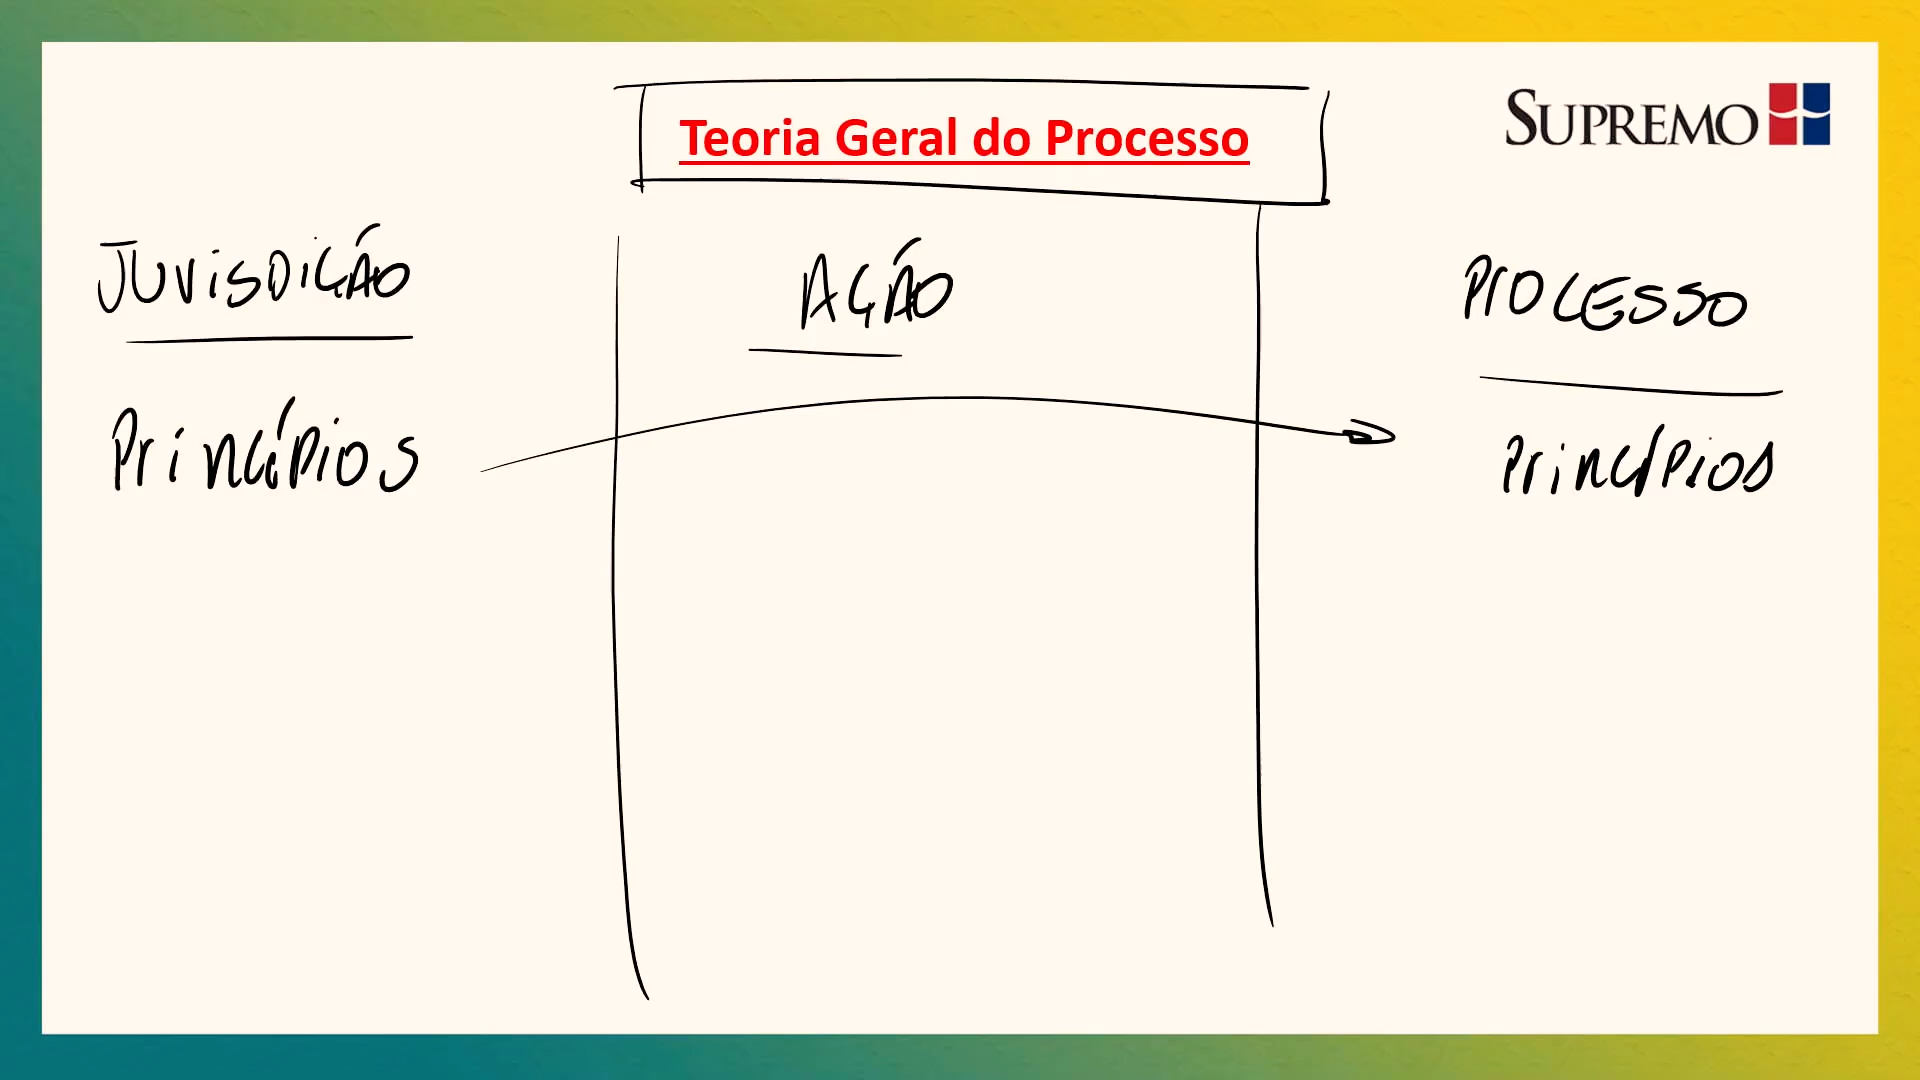 Teoria Geral do Processo
SUPREMO
JURISDIÇÃO
AÇÃO
PROCESSO
PRINCÍPIOS
PRINCÍPIOS